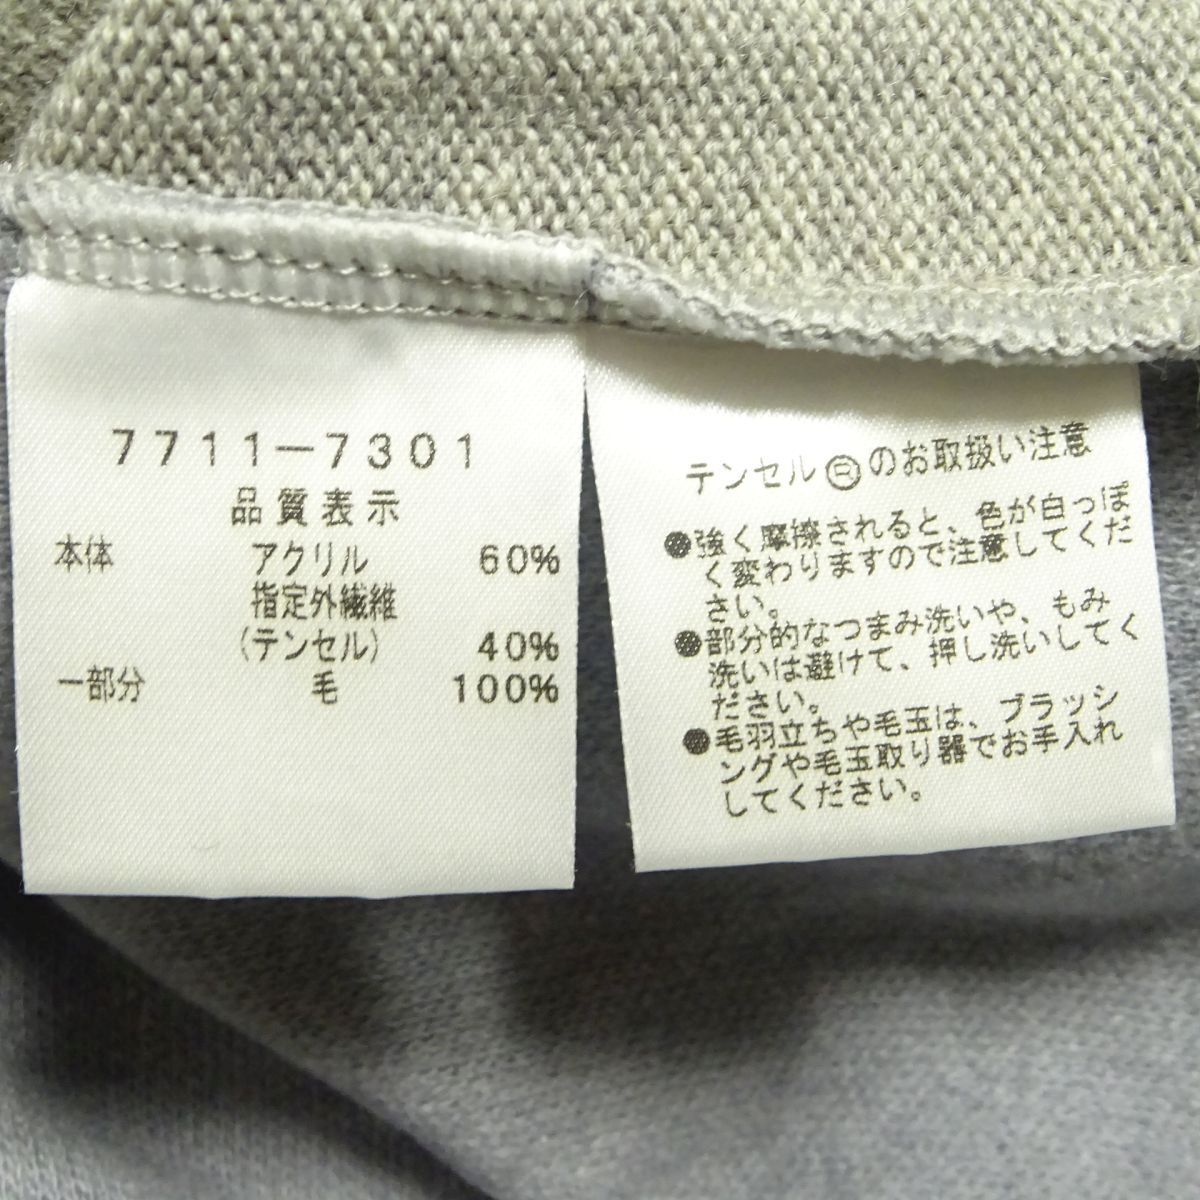 7711-7301
品質表示
本体 アクリル 60%
指定外繊維
(テンセル) 40%
一部分 毛 100%
テンセル®のお取扱い注意
●強く摩擦されると、色が白っぽ
く変わりますので注意してくだ
さい。
●部分的なつまみ洗いや、もみ
洗いは避けて、押し洗いしてく
ださい。
●毛羽立ちや毛玉は、ブラッシ
ングや毛玉取り器でお手入れ
してください。